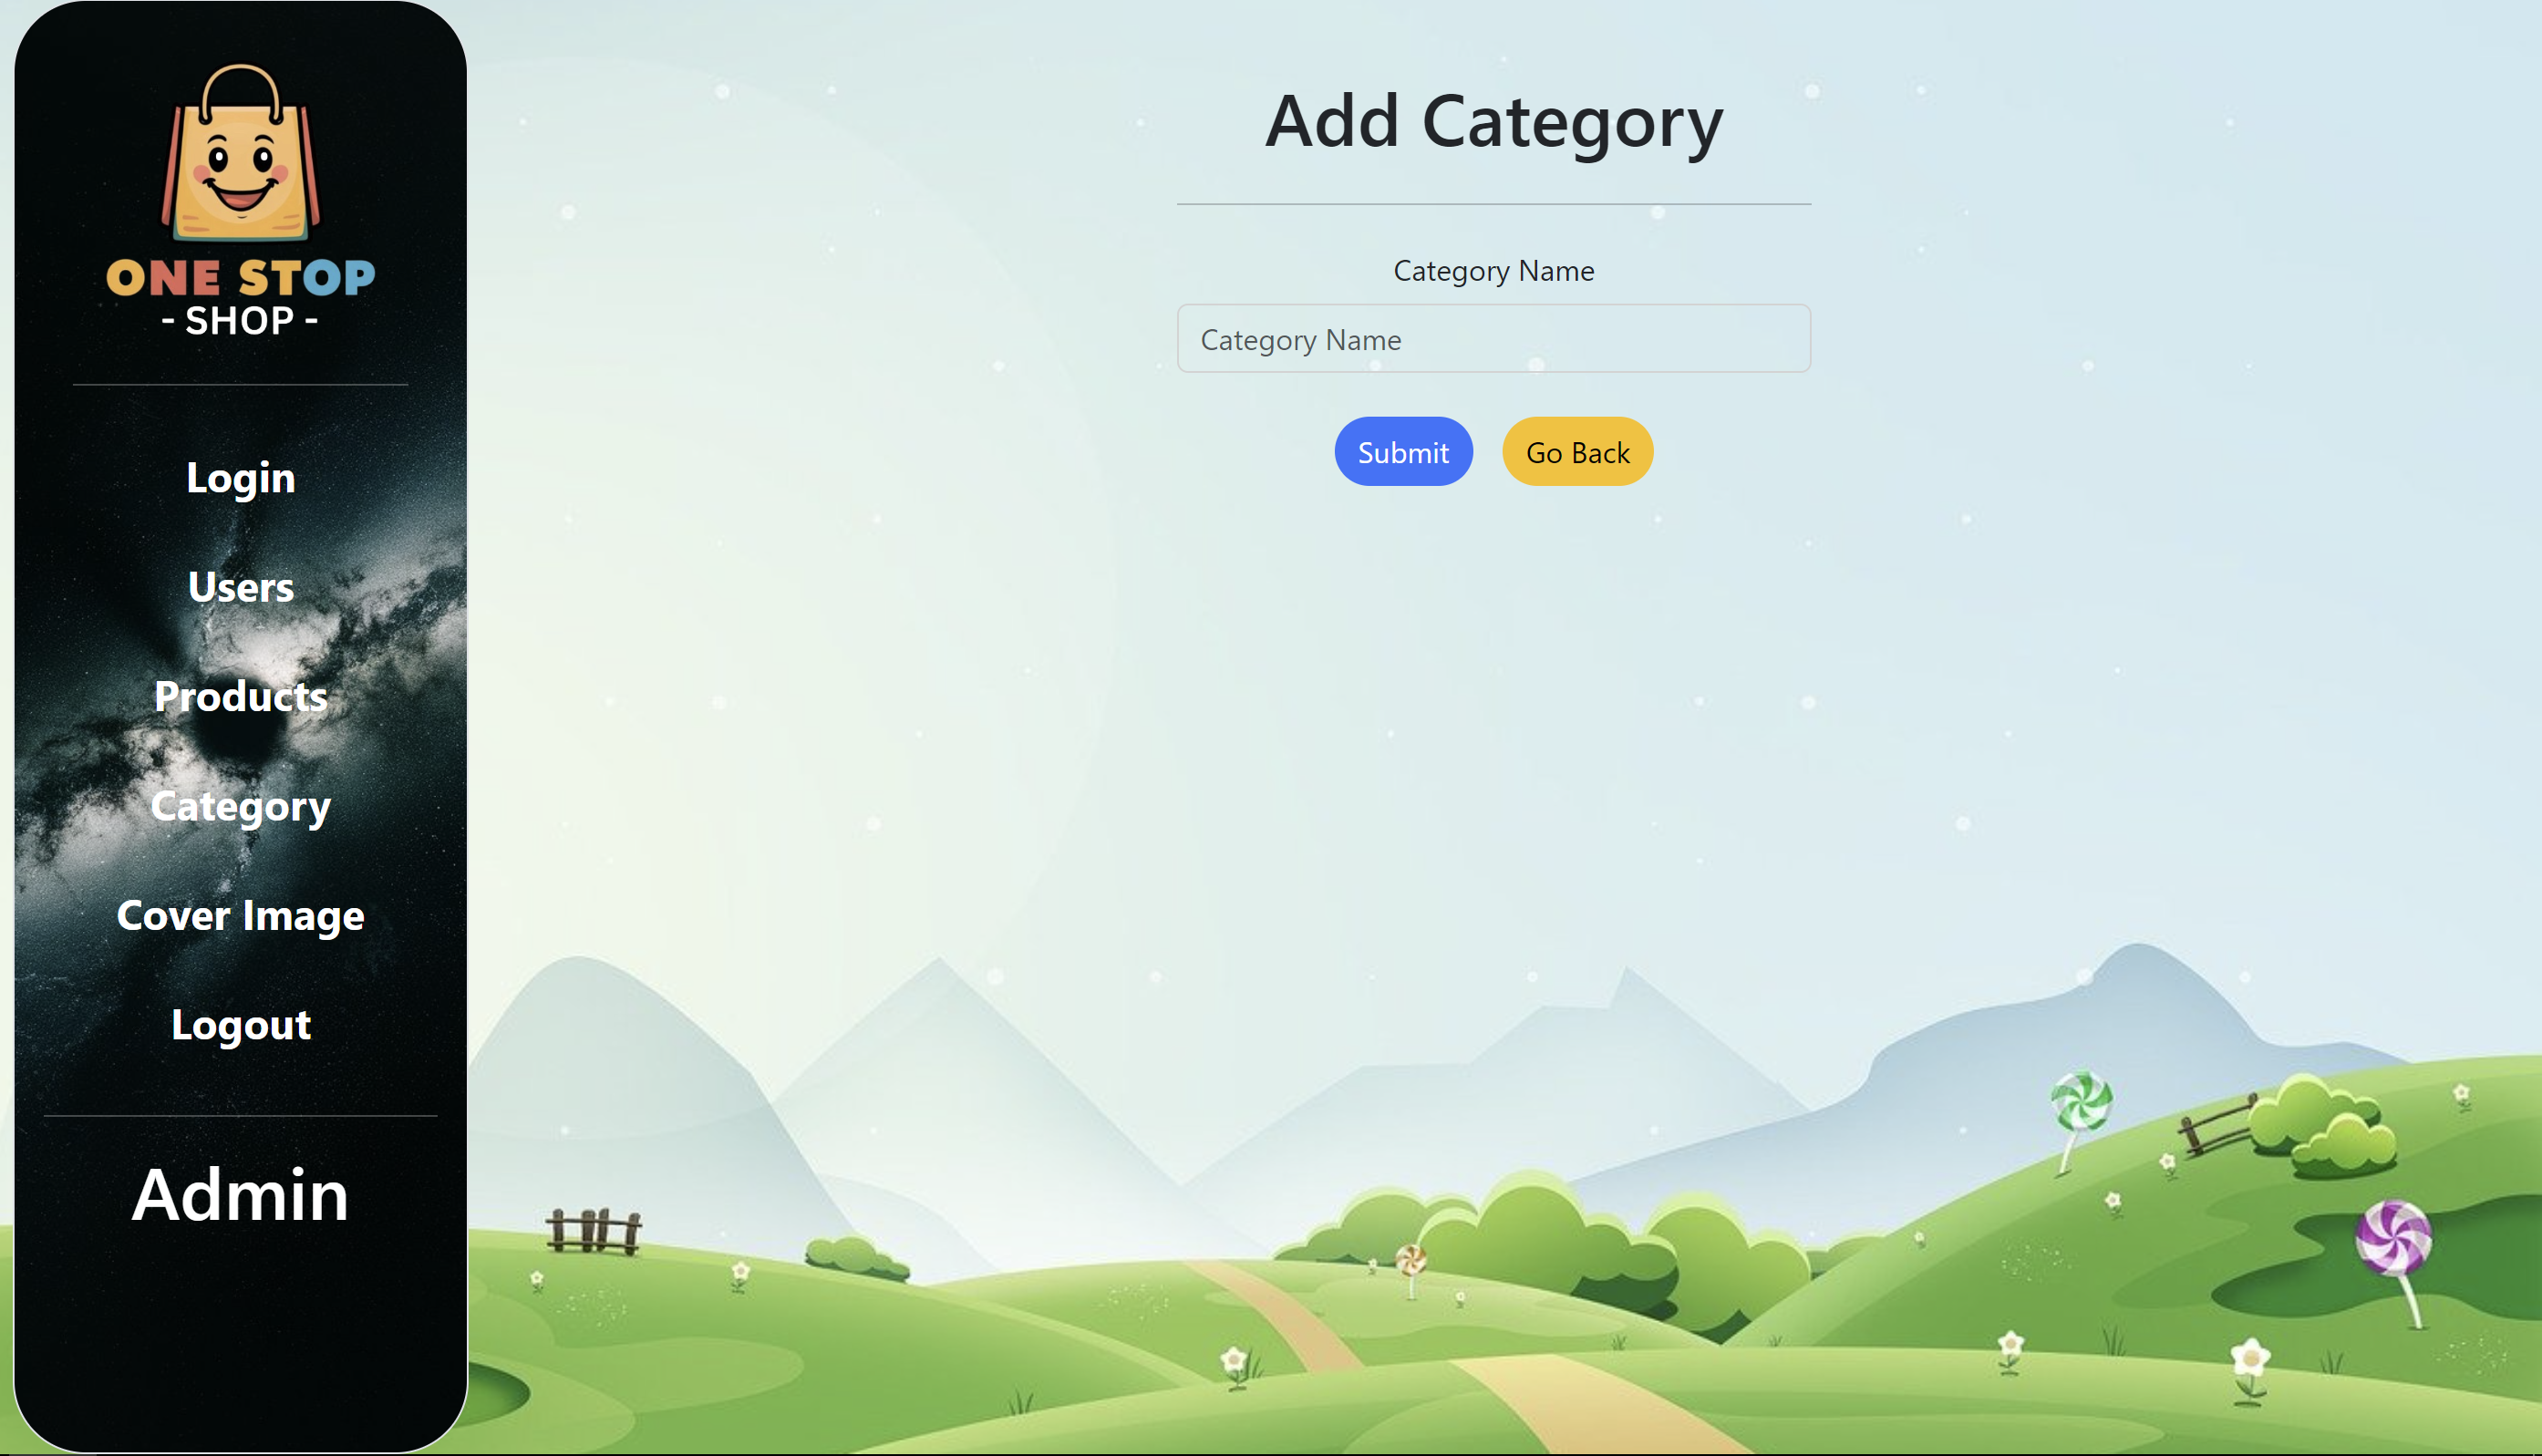 ONE STOP
- SHOP -
Login
Users
Products
Category
Cover Image
Logout
Admin
Add Category
Category Name
Category Name
Submit
Go Back